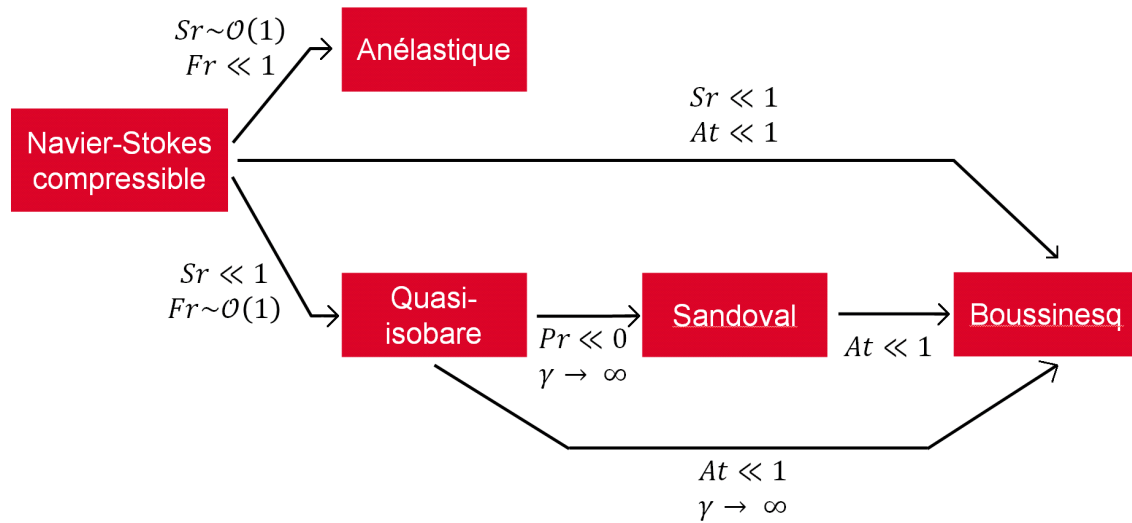 Sr~𝒪(1)
Fr ≪ 1
Anélastique
Navier-Stokes
compressible
Sr ≪ 1
At ≪ 1
Sr ≪ 1
Fr~𝒪(1)
Quasi-
isobare
Pr ≪ 0
γ → ∞
Sandoval
At ≪ 1
Boussinesq
At ≪ 1
γ → ∞